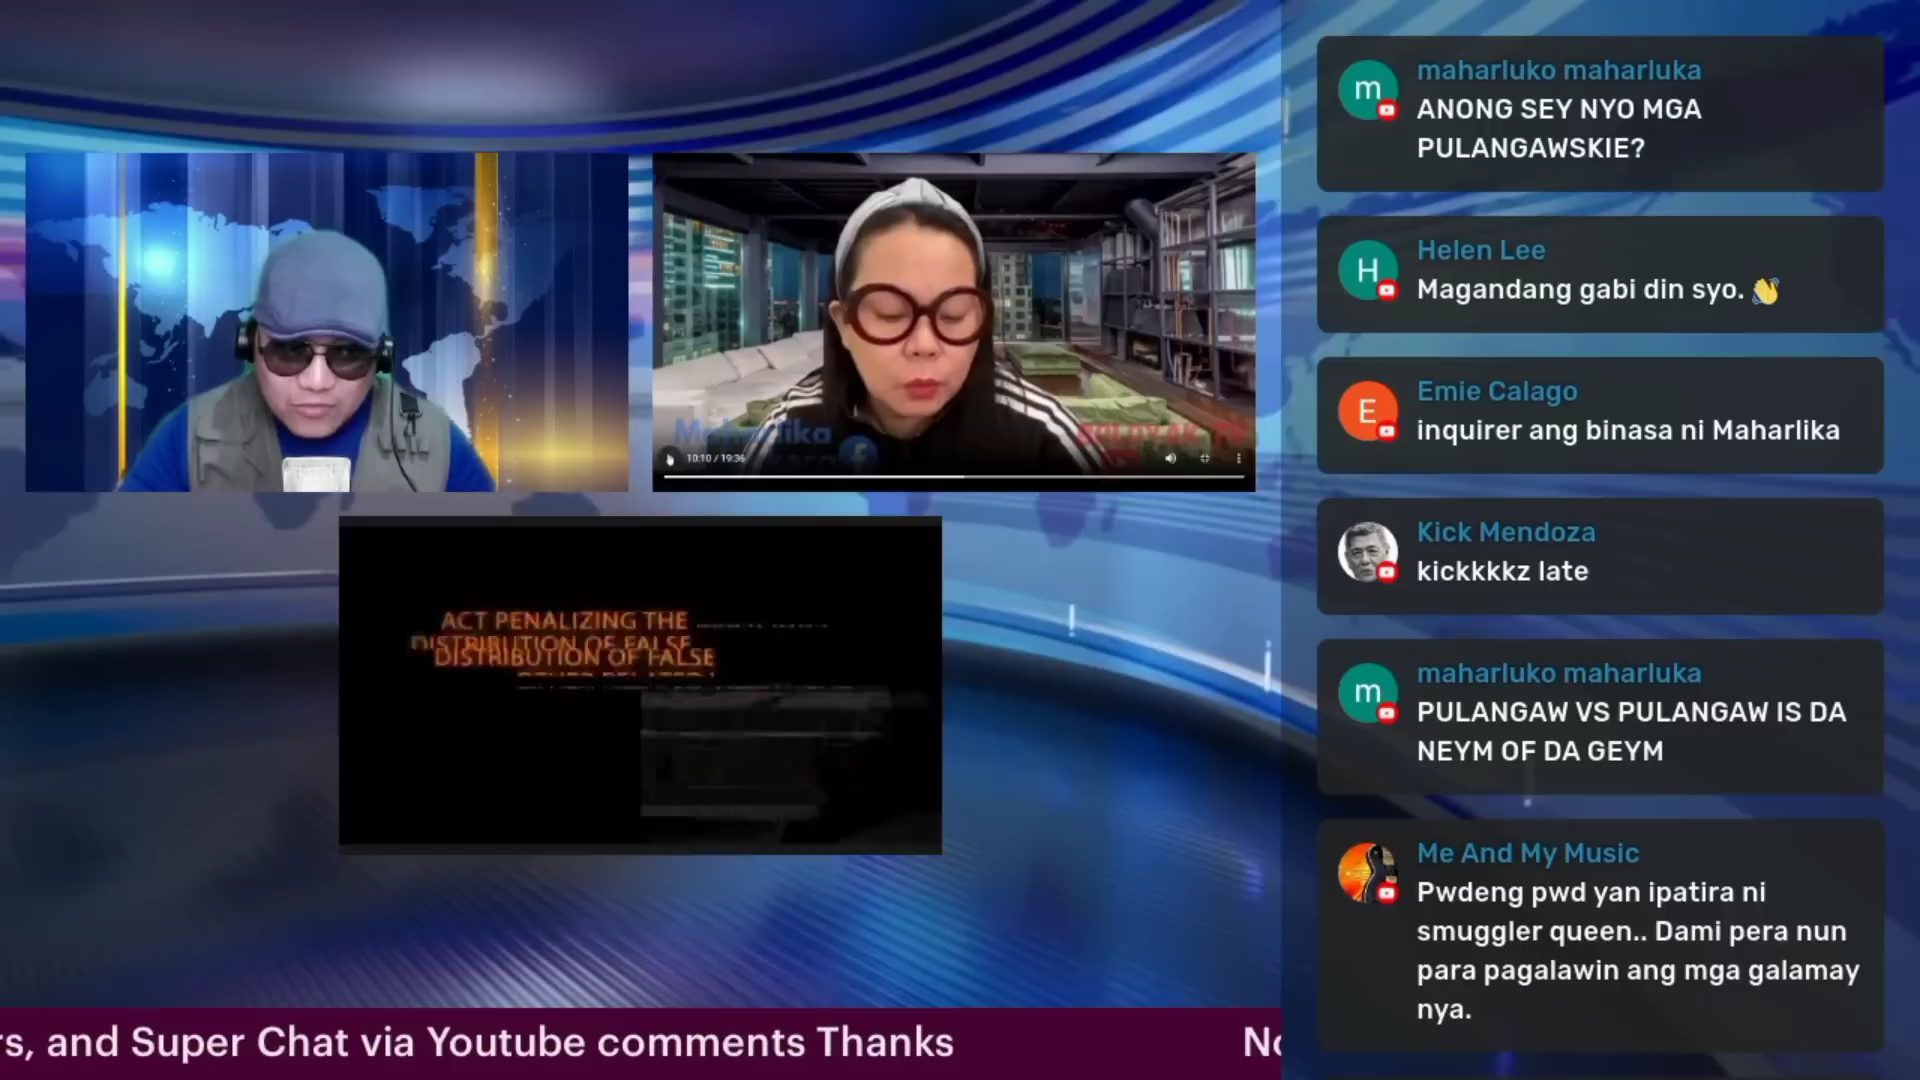 maharluko maharluka
ANONG SEY NYO MGA
PULANGAWSKIE?
Helen Lee
Magandang gabi din syo. 👋
Emie Calago
inquirer ang binasa ni Maharlika
Kick Mendoza
kickkkkz late
maharluko maharluka
PULANGAW VS PULANGAW IS DA
NEYM OF DA GEYM
Me And My Music
Pwdeng pwd yan ipatira ni
smuggler queen.. Dami pera nun
para pagalawin ang mga galamay
nya.
10:10 / 19:36
ACT PENALIZING THE
DISTRIBUTION OF FALSE
DISTRIBUTION OF FALSE
rs, and Super Chat via Youtube comments Thanks